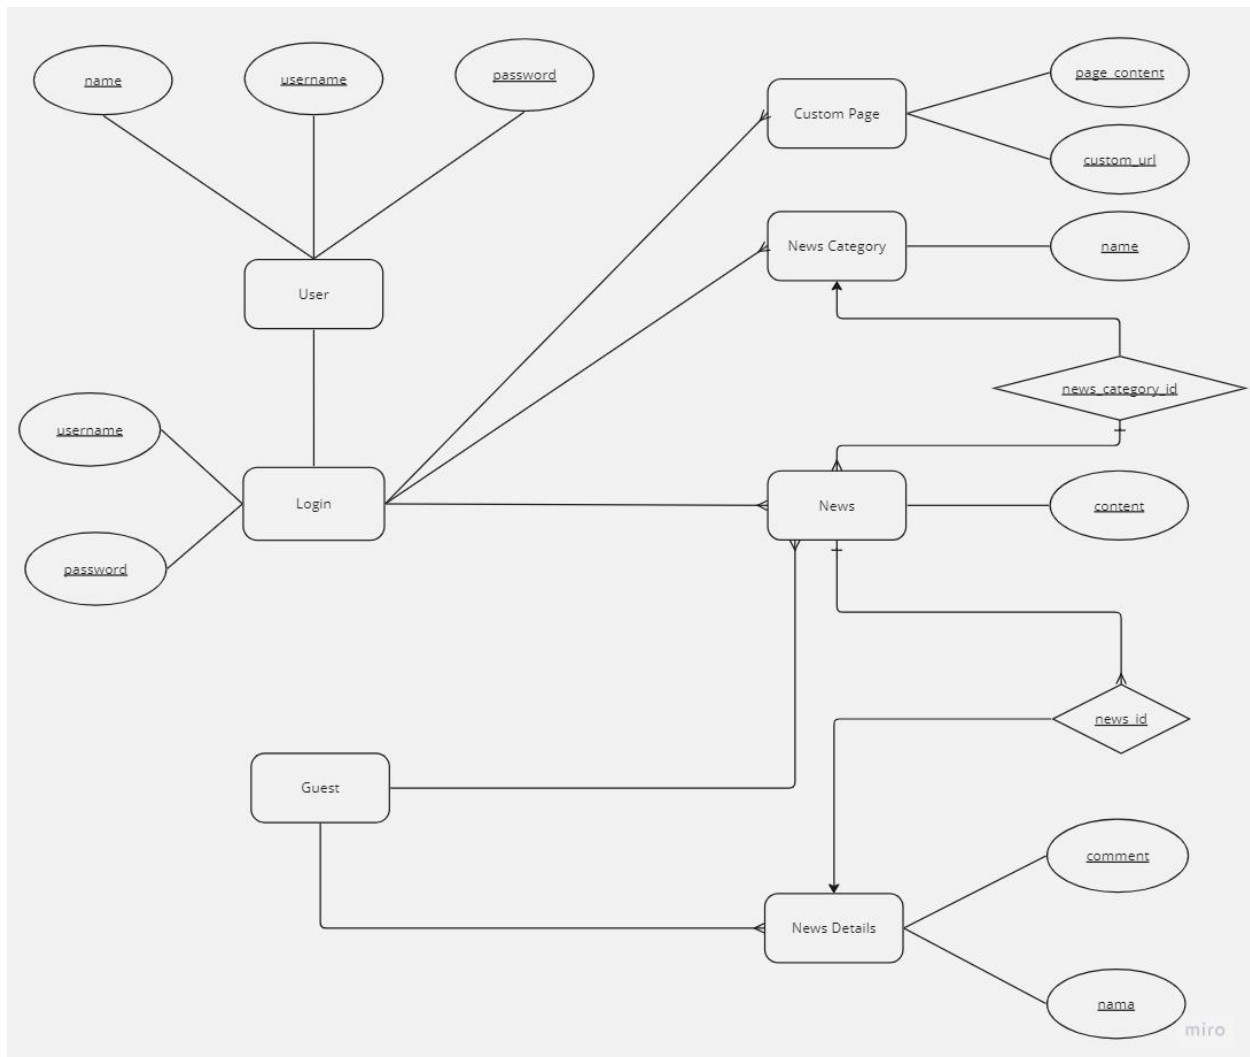 name
username
password
page_content
Custom Page
custom_url
News Category
name
User
news_category_id
username
Login
News
content
password
news_id
Guest
comment
News Details
nama
miro